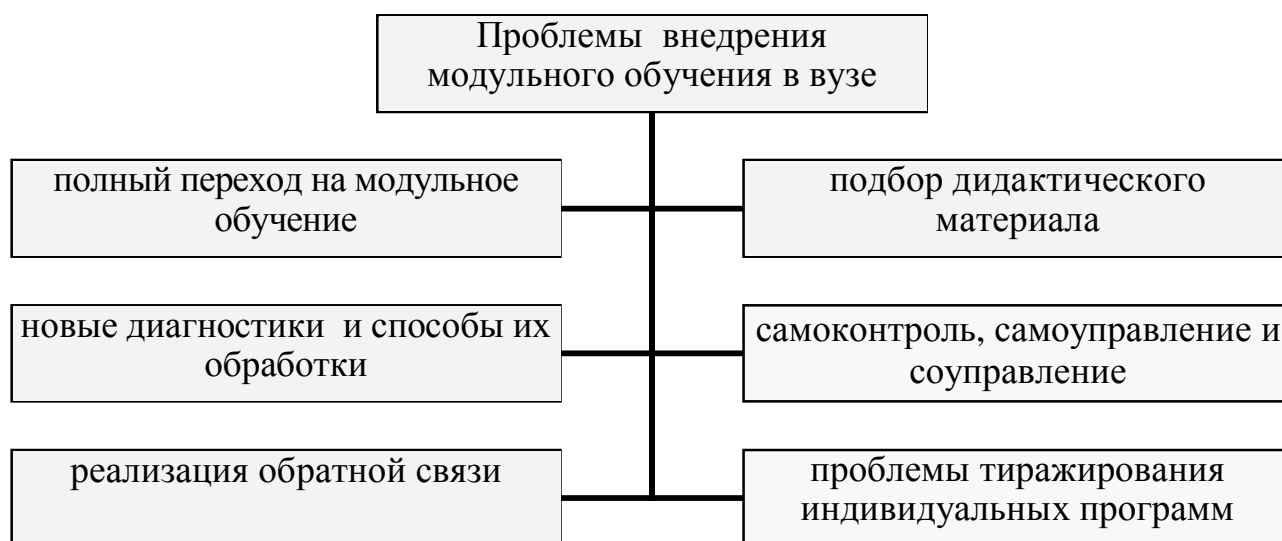 Проблемы внедрения
модульного обучения в вузе
полный переход на модульное
обучение
подбор дидактического
материала
новые диагностики и способы их
обработки
самоконтроль, самоуправление и
соуправление
реализация обратной связи
проблемы тиражирования
индивидуальных программ